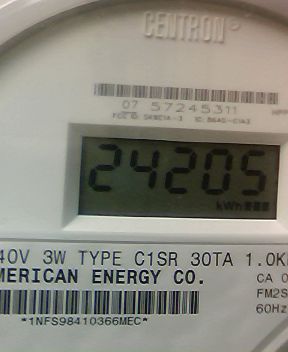 CENTRON®
07 57245311
24205
kWh
40V 3W TYPE C1SR 30TA 1.0K
MERICAN ENERGY CO.
CA 0
FM2S
60Hz
*1NFS98410366MEC*